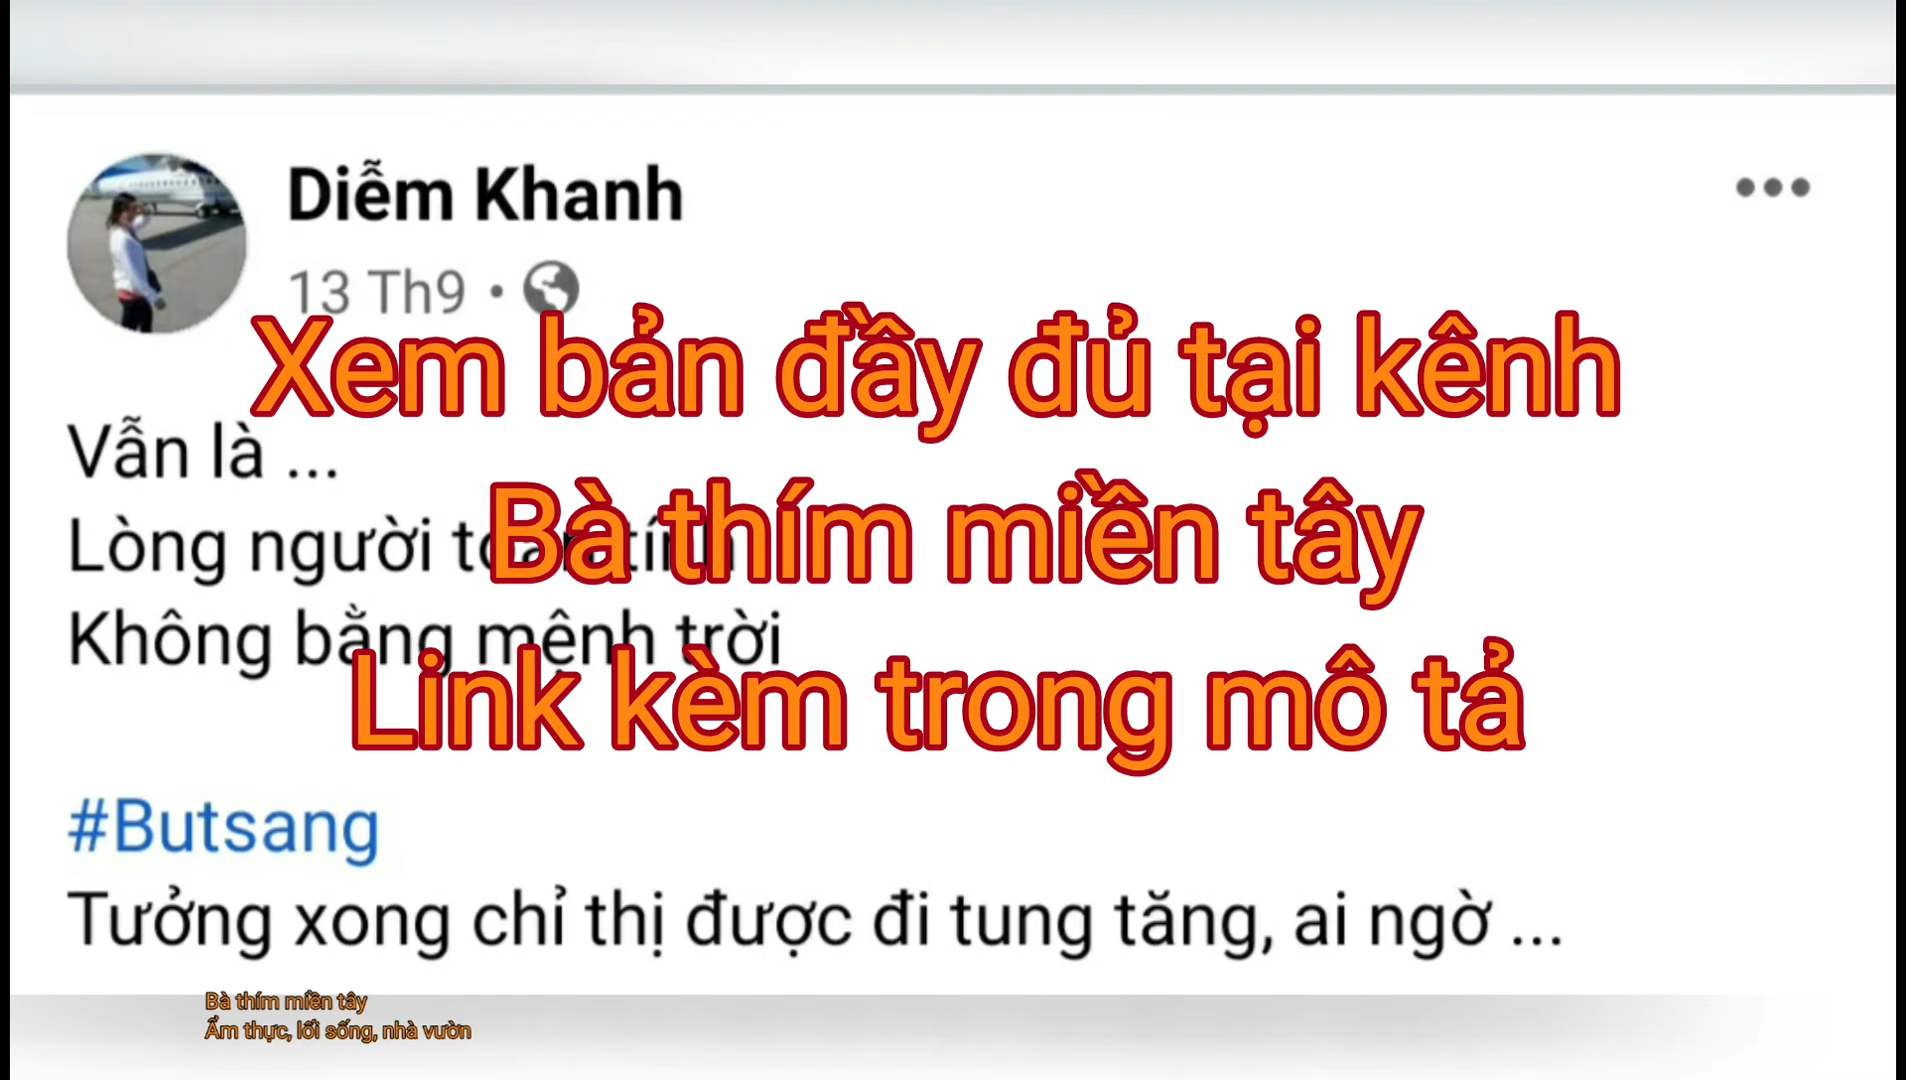 Diễm Khanh
13 Th9
Xem bản đầy đủ tại kênh
Vẫn là ...
Bà thím miền tây
Lòng người toan tính
Không bằng mệnh trời
Link kèm trong mô tả
#Butsang
Tưởng xong chỉ thị được đi tung tăng, ai ngờ ...
Bà thím miền tây
Ẩm thực, lối sống, nhà vườn